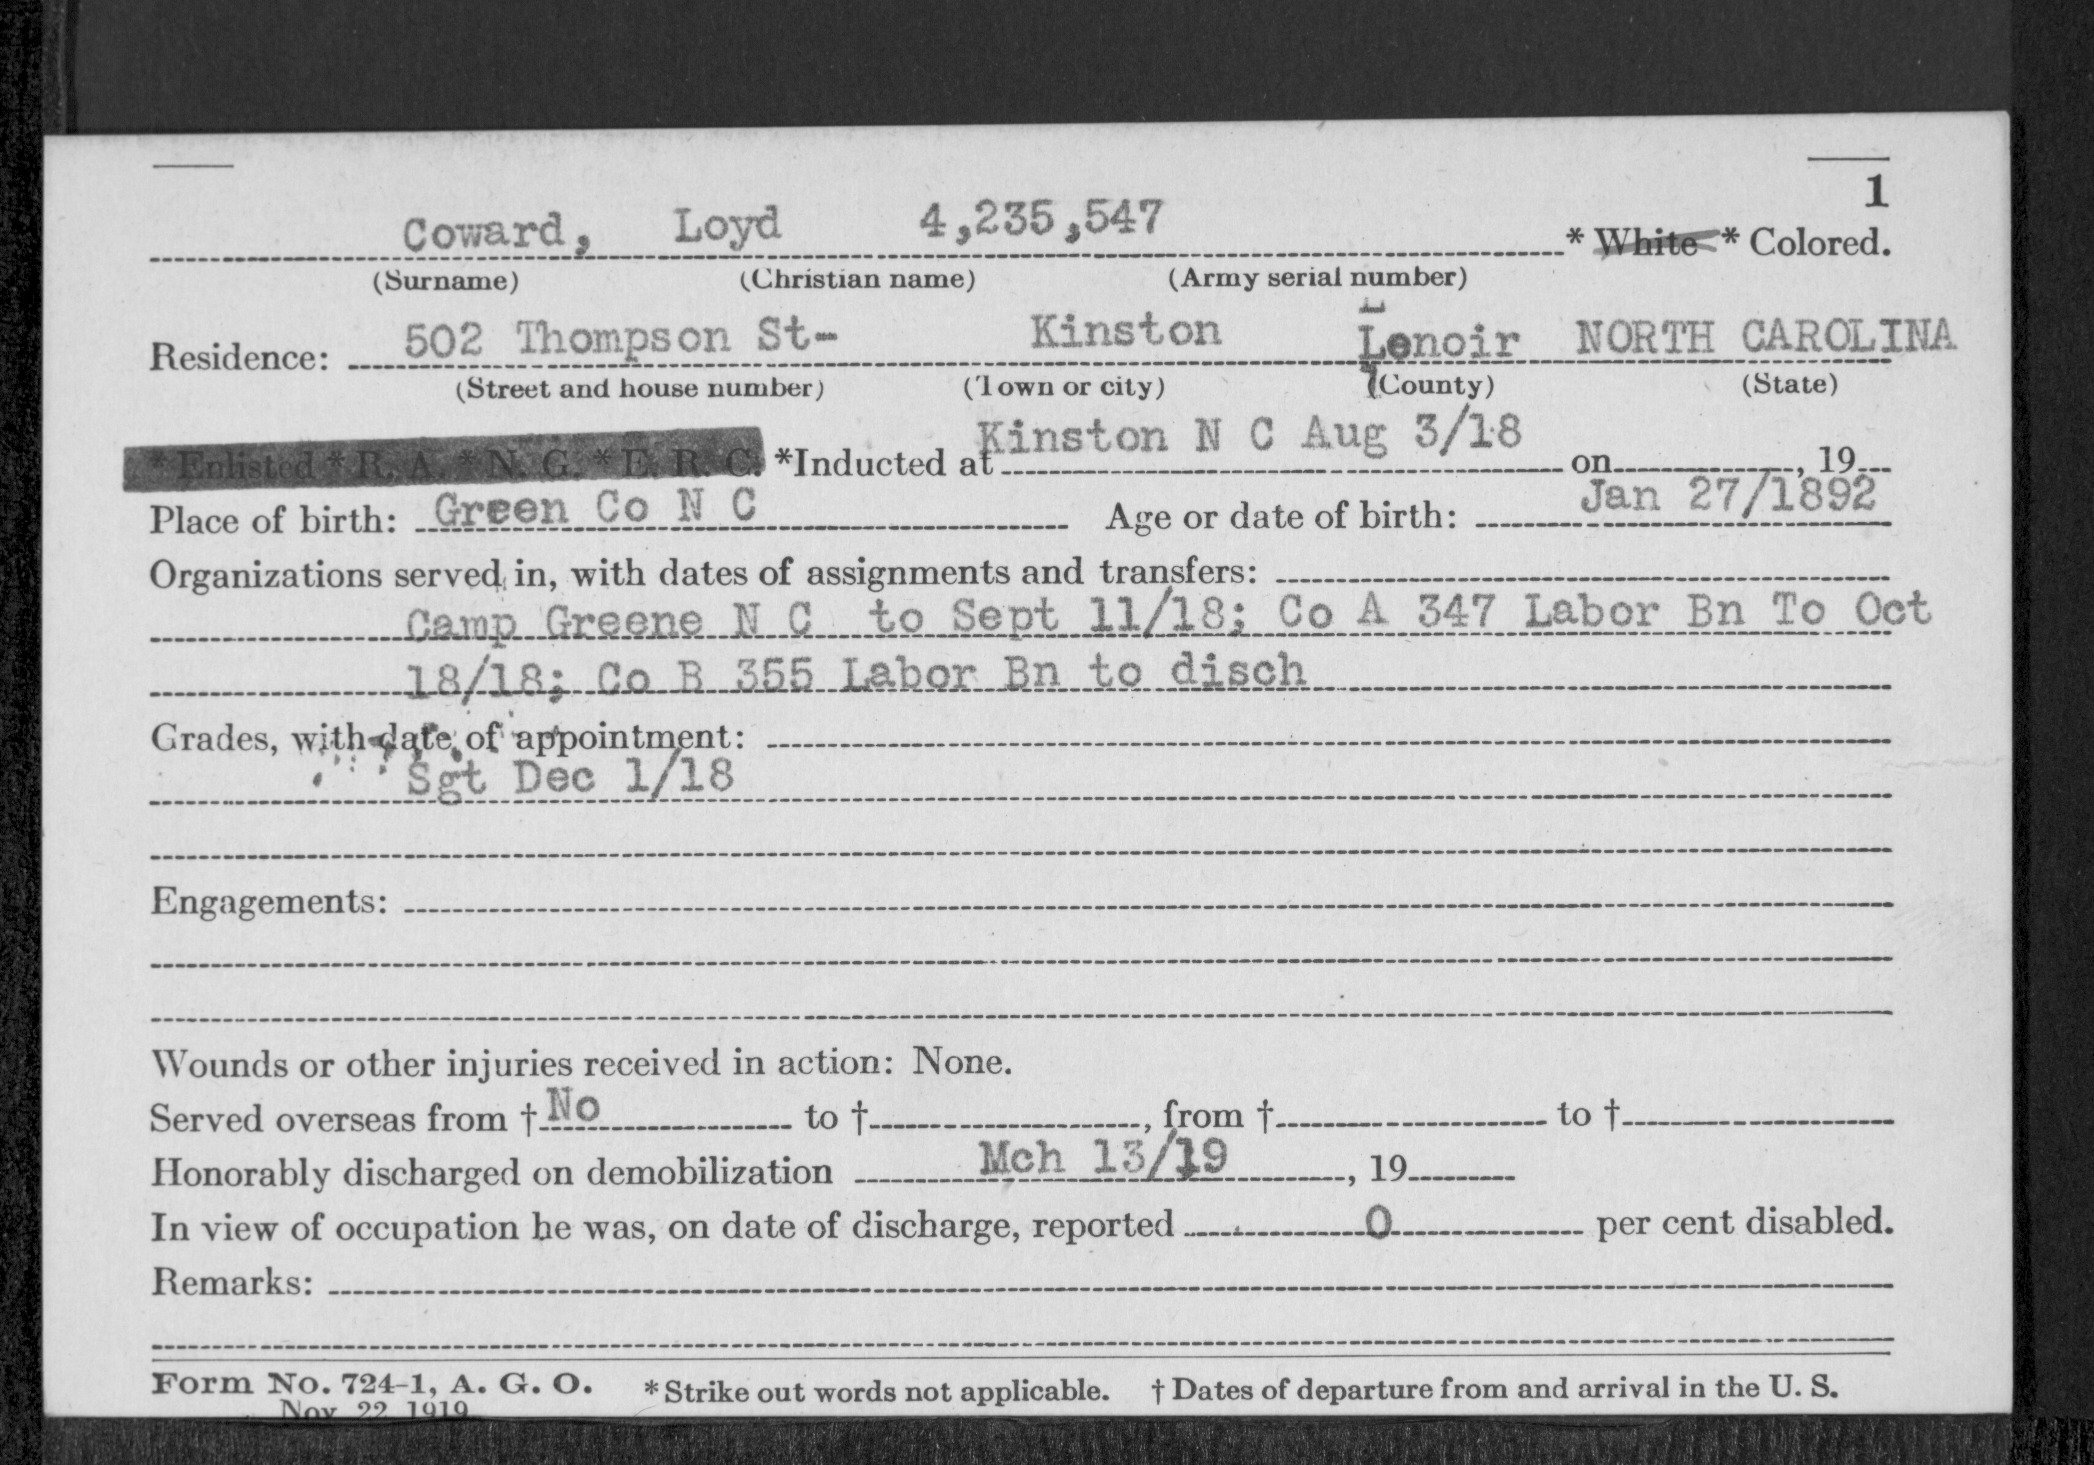 1
Coward, Loyd 4,235,547 * White * Colored.
(Surname) (Christian name) (Army serial number)
Residence: 502 Thompson St- Kinston Lenoir NORTH CAROLINA
(Street and house number) (Town or city) (County) (State)
* Enlisted * R. A. * N. G. * E. R. C. *Inducted at Kinston N C Aug 3/18 on , 19
Place of birth: Green Co N C Age or date of birth: Jan 27/1892
Organizations served in, with dates of assignments and transfers:
Camp Greene N C to Sept 11/18; Co A 347 Labor Bn To Oct
18/18; Co B 355 Labor Bn to disch
Grades, with date of appointment:
Sgt Dec 1/18
Engagements:
Wounds or other injuries received in action: None.
Served overseas from † No to † , from † to †
Honorably discharged on demobilization Mch 13/19 , 19
In view of occupation he was, on date of discharge, reported 0 per cent disabled.
Remarks:
Form No. 724-1, A. G. O. * Strike out words not applicable. † Dates of departure from and arrival in the U. S.
Nov. 22, 1919